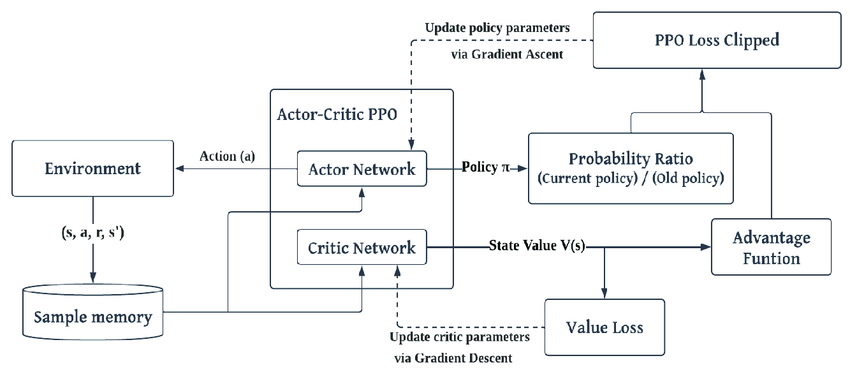 Update policy parameters
via Gradient Ascent
PPO Loss Clipped
Actor-Critic PPO
Environment
Action (a)
Actor Network
Policy π
Probability Ratio
(Current policy) / (Old policy)
(s, a, r, s')
Critic Network
State Value V(s)
Advantage
Funtion
Sample memory
Value Loss
Update critic parameters
via Gradient Descent